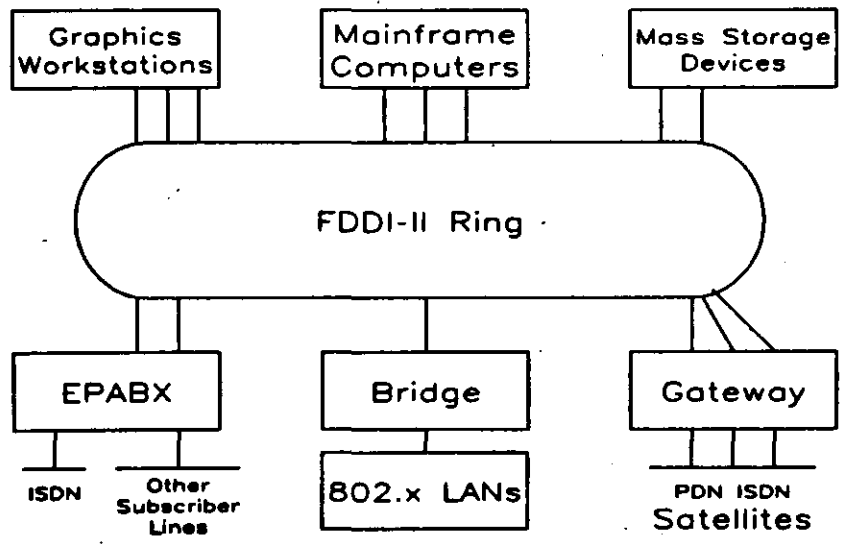 Graphics
Workstations
Mainframe
Computers
Mass Storage
Devices
FDDI-II Ring
EPABX
Bridge
Gateway
ISDN
Other
Subscriber
Lines
802.x LANs
PDN ISDN
Satellites